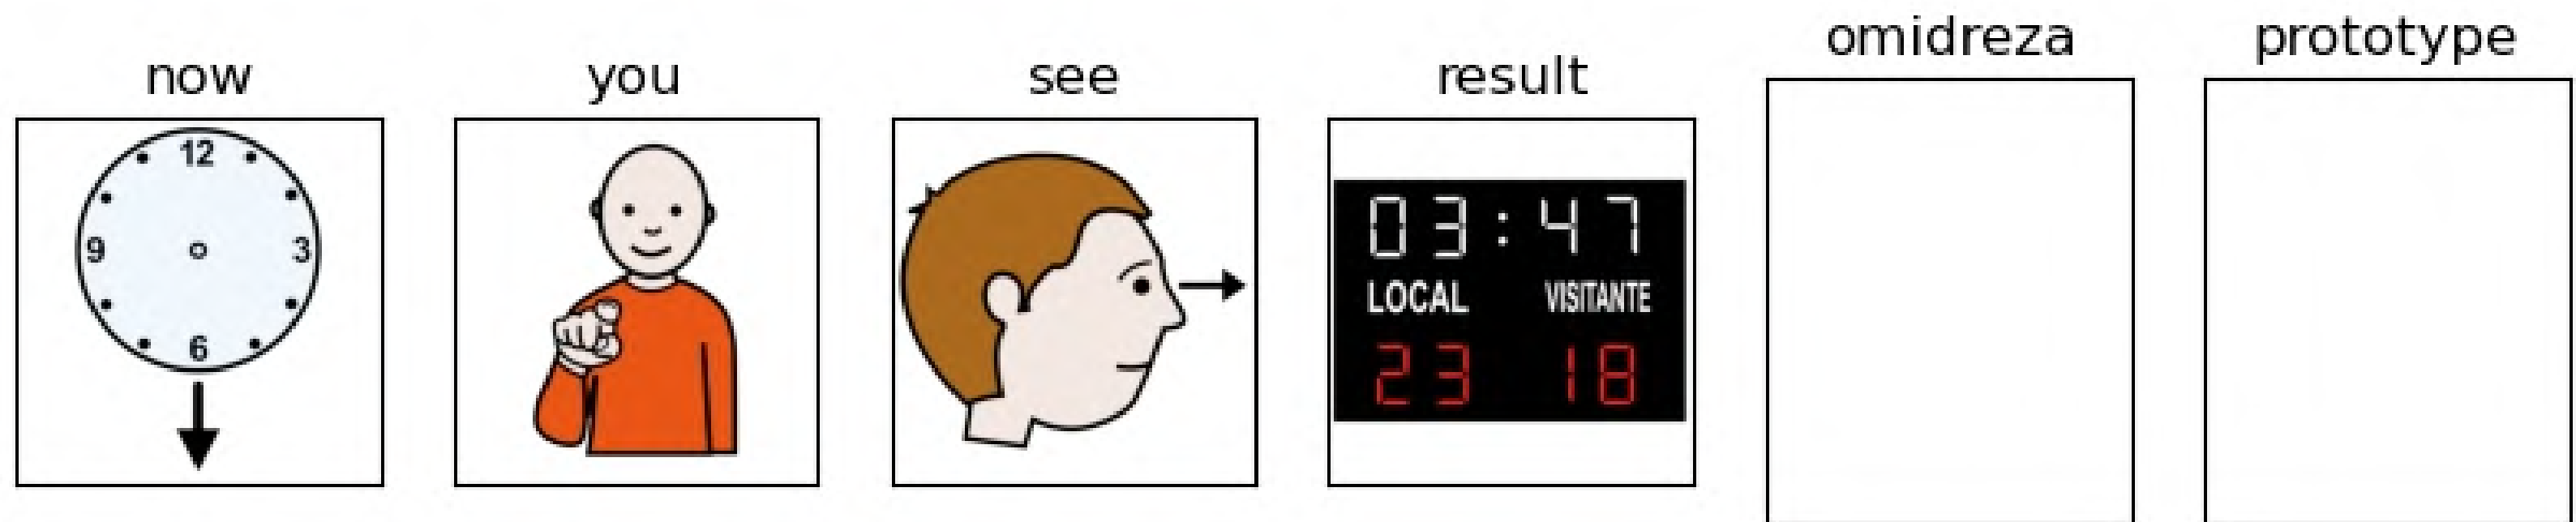 now you see result omidreza prototype
12
9 3
6
03:47
LOCAL VISITANTE
23 18